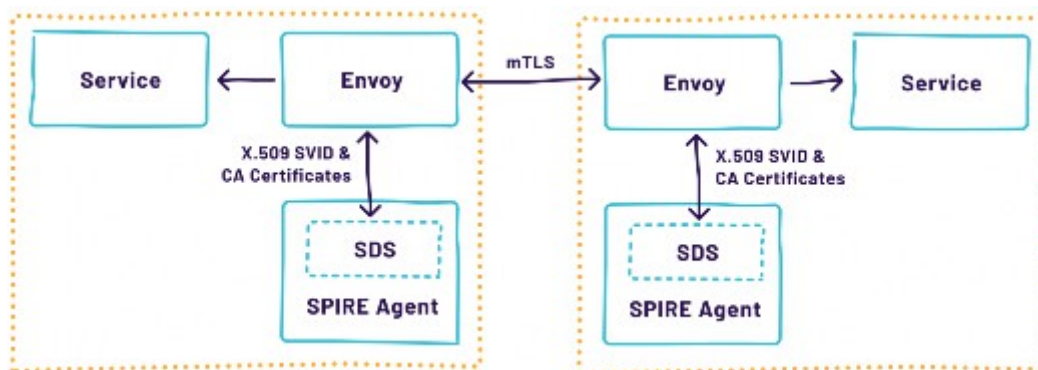 Service
Envoy
mTLS
Envoy
Service
X.509 SVID &
CA Certificates
X.509 SVID &
CA Certificates
SDS
SPIRE Agent
SDS
SPIRE Agent